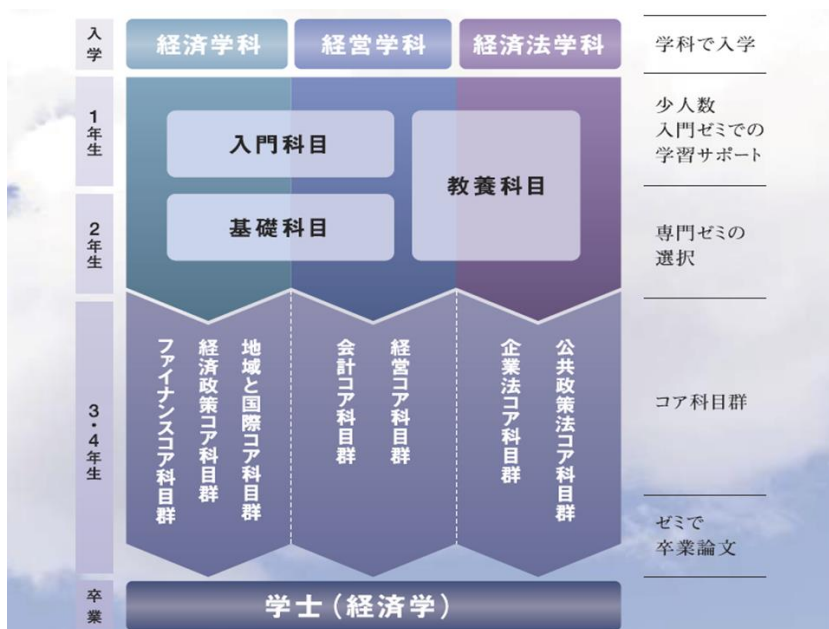 入学
経済学科
経営学科
経済法学科
学科で入学
1年生
入門科目
教養科目
少人数
入門ゼミでの
学習サポート
2年生
基礎科目
専門ゼミの
選択
3・4年生
ファイナンスコア科目群
経済政策コア科目群
地域と国際コア科目群
会計コア科目群
経営コア科目群
企業法コア科目群
公共政策法コア科目群
コア科目群
ゼミで
卒業論文
卒業
学士（経済学）